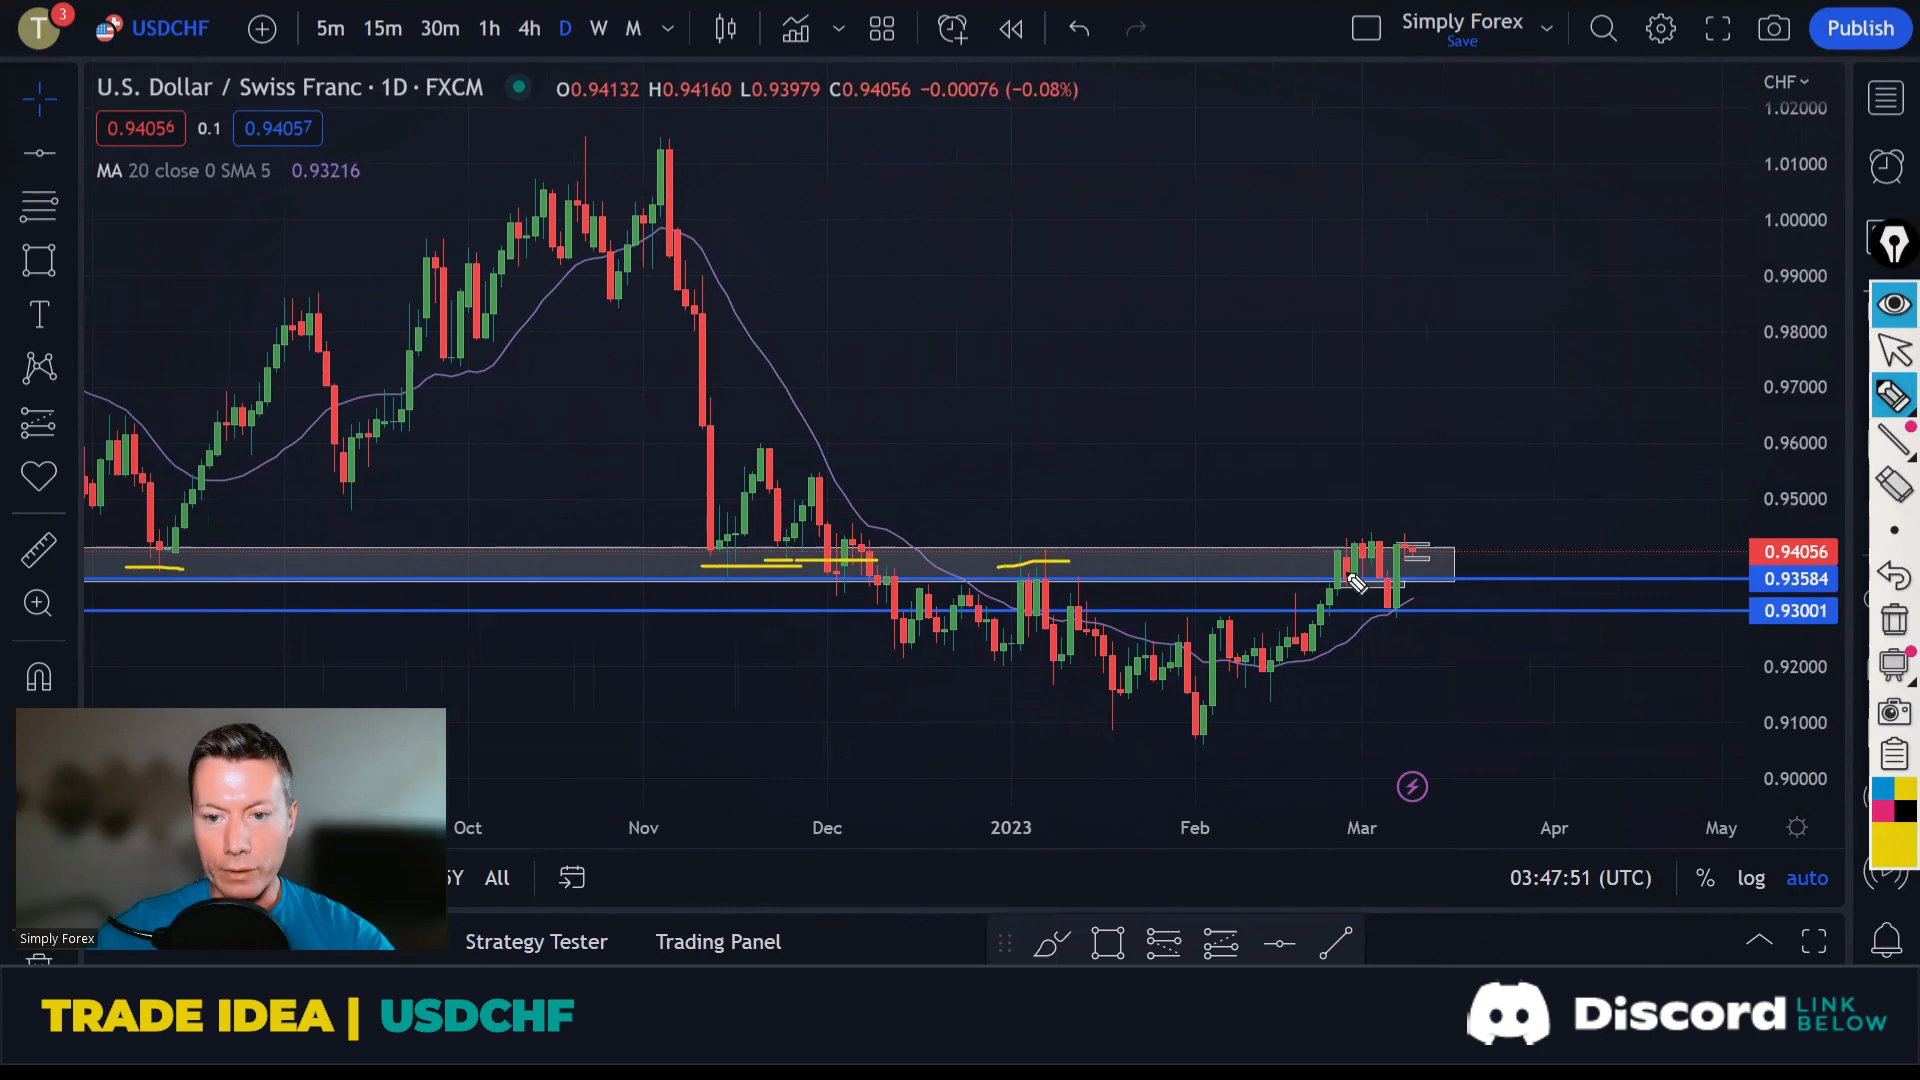 T 3 USDCHF 5m 15m 30m 1h 4h D W M Simply Forex Save Publish
U.S. Dollar / Swiss Franc · 1D · FXCM O0.94132 H0.94160 L0.93979 C0.94056 −0.00076 (−0.08%)
0.94056 0.1 0.94057
MA 20 close 0 SMA 5 0.93216
CHF
1.02000
1.01000
1.00000
0.99000
0.98000
0.97000
0.96000
0.95000
0.94056
0.93584
0.93001
0.92000
0.91000
0.90000
Oct Nov Dec 2023 Feb Mar Apr May
5Y All 03:47:51 (UTC) % log auto
Simply Forex
Strategy Tester Trading Panel
TRADE IDEA | USDCHF
Discord LINK BELOW